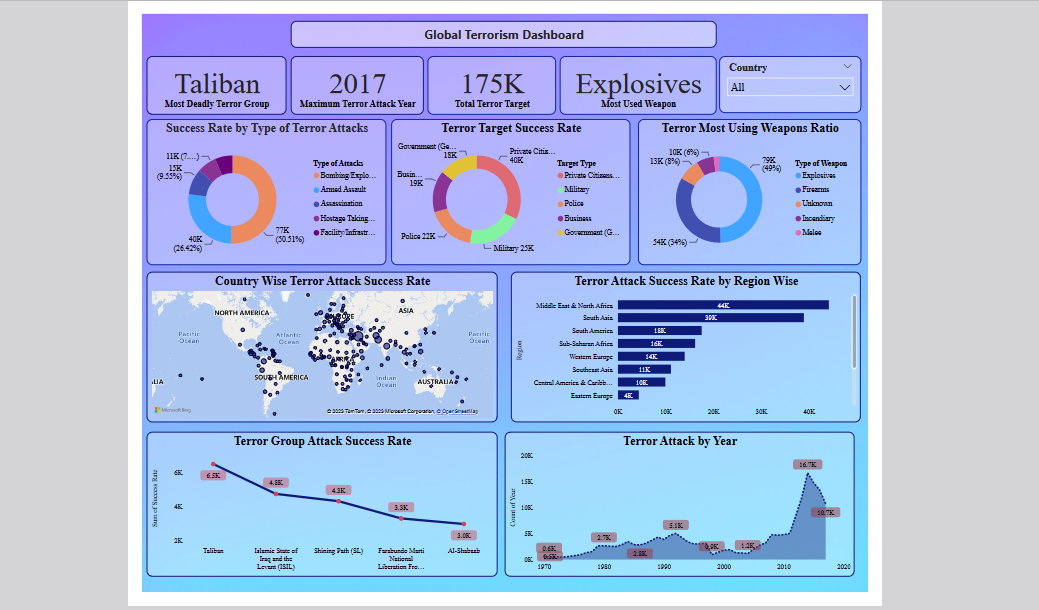 Global Terrorism Dashboard
Taliban
Most Deadly Terror Group
2017
Maximum Terror Attack Year
175K
Total Terror Target
Explosives
Most Used Weapon
Country
All
Success Rate by Type of Terror Attacks
11K (7....)
15K
(9.55%)
40K
(26.42%)
77K
(50.51%)
Type of Attacks
Bombing/Explo...
Armed Assault
Assassination
Hostage Taking...
Facility/Infrastr...
Terror Target Success Rate
Government (Ge...
18K
Private Citiz...
40K
Busin...
19K
Police 22K
Military 25K
Target Type
Private Citizens...
Military
Police
Business
Government (G...
Terror Most Using Weapons Ratio
10K (6%)
13K (8%)
79K
(49%)
54K (34%)
Type of Weapon
Explosives
Firearms
Unknown
Incendiary
Melee
Country Wise Terror Attack Success Rate
NORTH AMERICA
ASIA
Pacific
Ocean
Atlantic
Ocean
Pacific
Ocean
SOUTH AMERICA
Indian
Ocean
AUSTRALIA
LIA
Microsoft Bing
© 2023 TomTom, © 2023 Microsoft Corporation, © OpenStreetMap
Terror Attack Success Rate by Region Wise
Region
Middle East & North Africa 44K
South Asia 39K
South America 18K
Sub-Saharan Africa 16K
Western Europe 14K
Southeast Asia 11K
Central America & Caribb... 10K
Eastern Europe 4K
0K 10K 20K 30K 40K
Terror Group Attack Success Rate
Sum of Success Rate
6K
4K
2K
6.5K
4.8K
4.3K
3.3K
3.0K
Taliban
Islamic State of
Iraq and the
Levant (ISIL)
Shining Path (SL)
Farabundo Marti
National
Liberation Fro...
Al-Shabaab
Terror Attack by Year
Count of Year
20K
15K
10K
5K
0K
0.6K
0.5K
2.7K
2.8K
5.1K
0.9K
1.2K
16.7K
10.7K
1970 1980 1990 2000 2010 2020